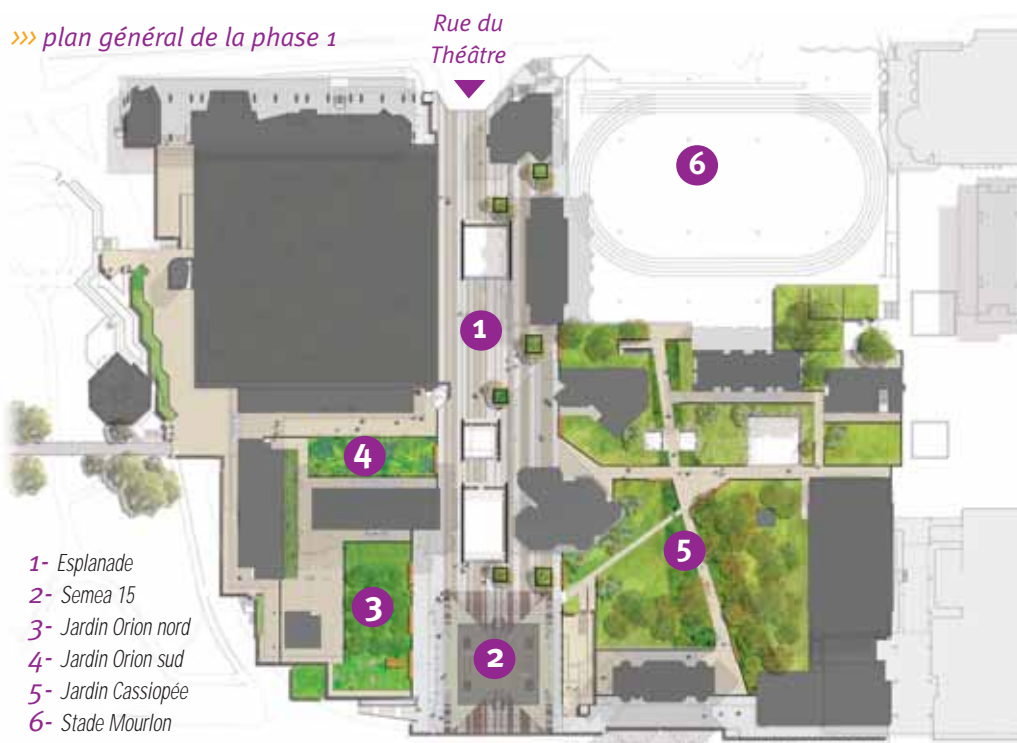 ››› plan général de la phase 1
Rue du
Théâtre
6
1
4
5
3
2
1- Esplanade
2- Semea 15
3- Jardin Orion nord
4- Jardin Orion sud
5- Jardin Cassiopée
6- Stade Mourlon